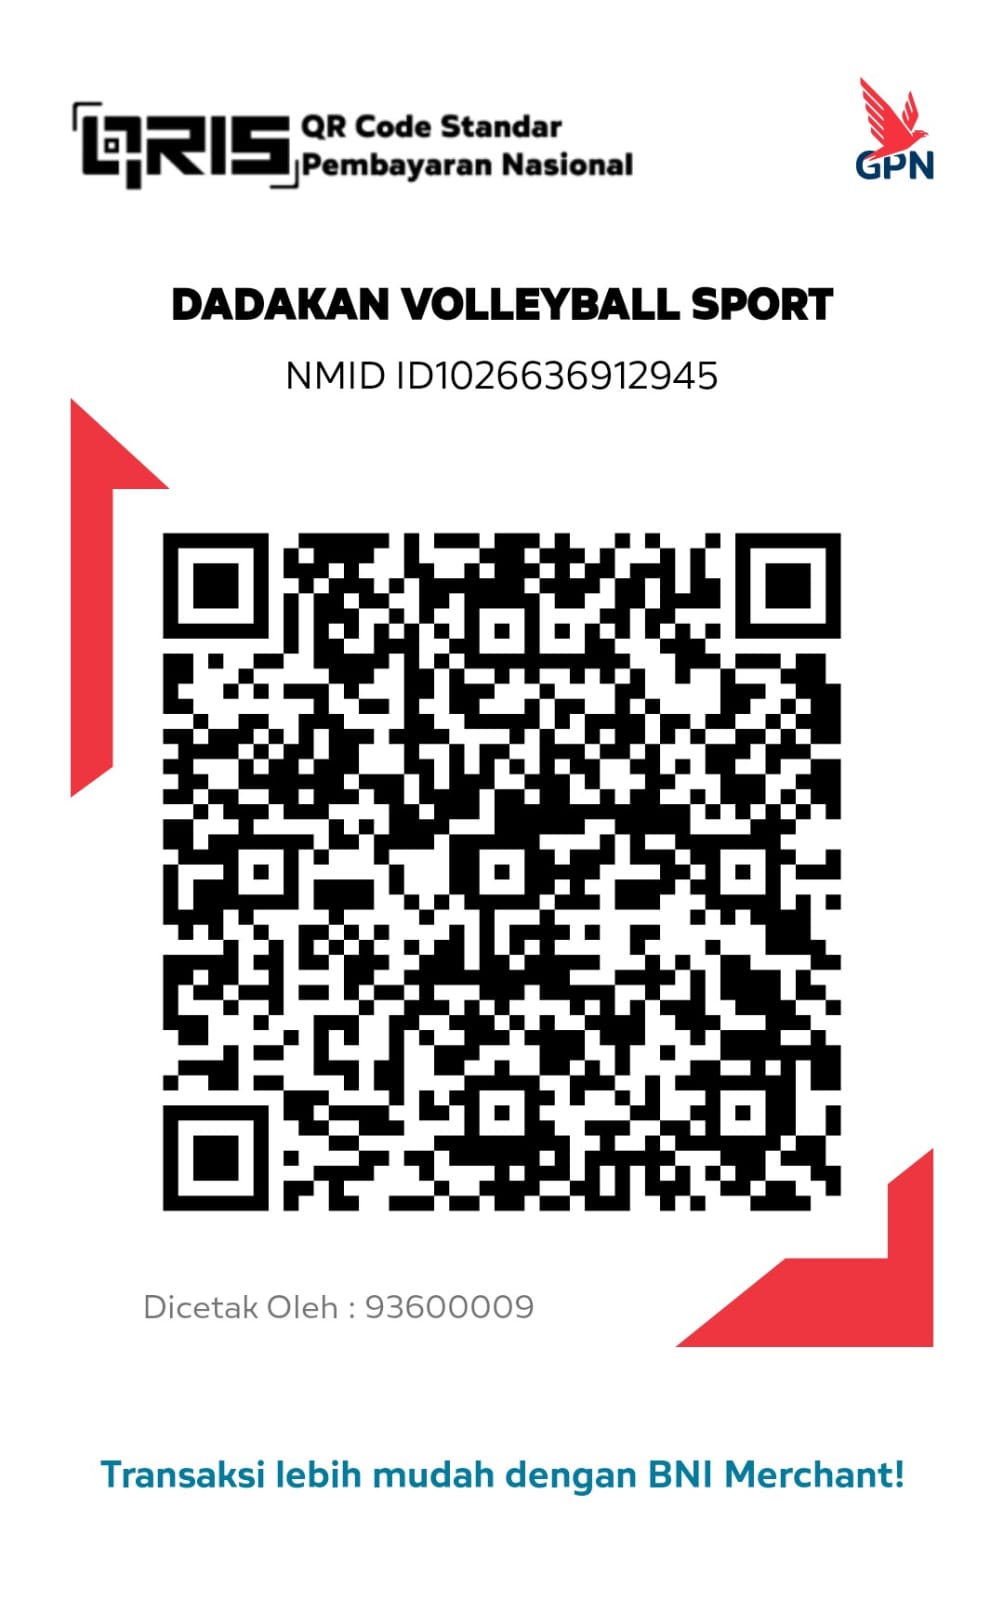 QRIS
QR Code Standar
Pembayaran Nasional
GPN
DADAKAN VOLLEYBALL SPORT
NMID ID1026636912945
Dicetak Oleh : 93600009
Transaksi lebih mudah dengan BNI Merchant!